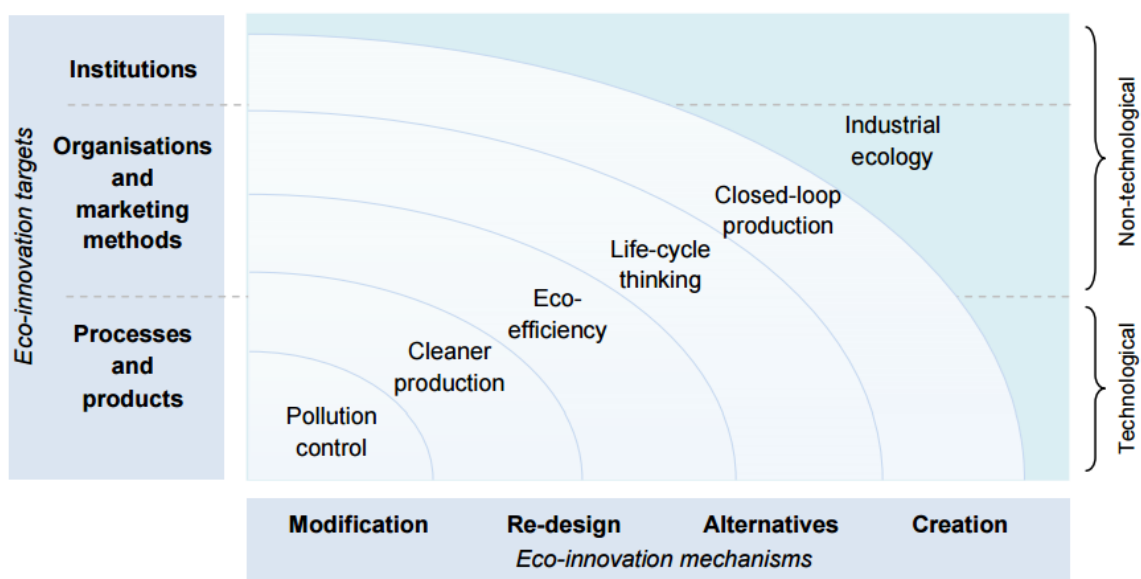 Eco-innovation targets
Institutions
Organisations
and
marketing
methods
Processes
and
products
Industrial
ecology
Closed-loop
production
Life-cycle
thinking
Eco-
efficiency
Cleaner
production
Pollution
control
Non-technological
Technological
Modification Re-design Alternatives Creation
Eco-innovation mechanisms